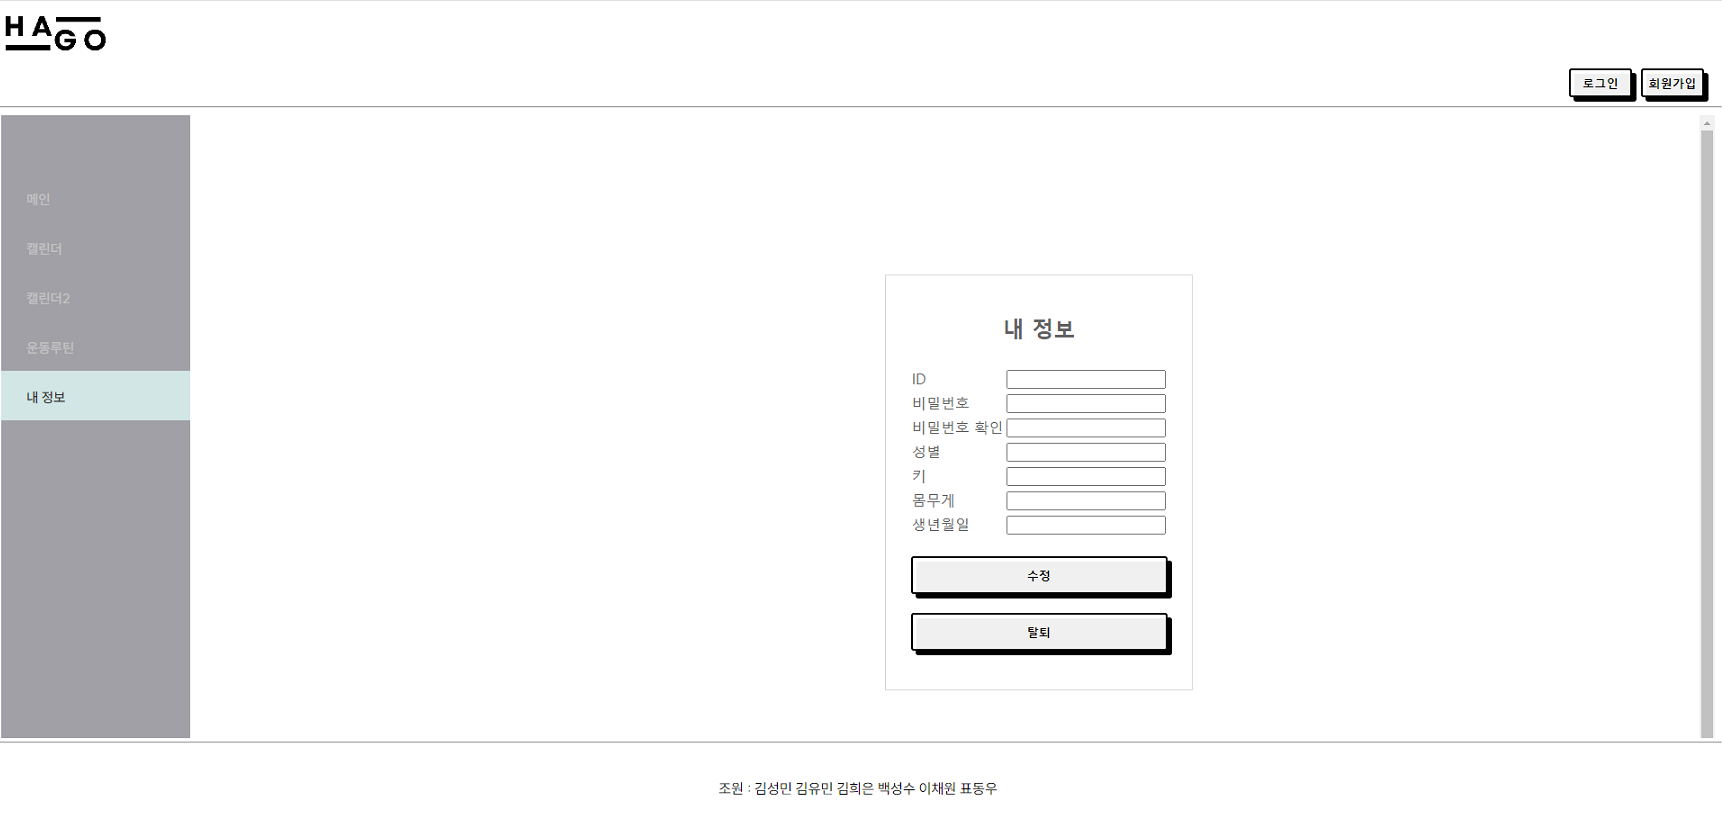 HAGO
로그인 회원가입
메인
캘린더
캘린더2
운동루틴
내 정보
내 정보
ID
비밀번호
비밀번호 확인
성별
키
몸무게
생년월일
수정
탈퇴
조원 : 김성민 김유민 김희은 백성수 이채원 표동우